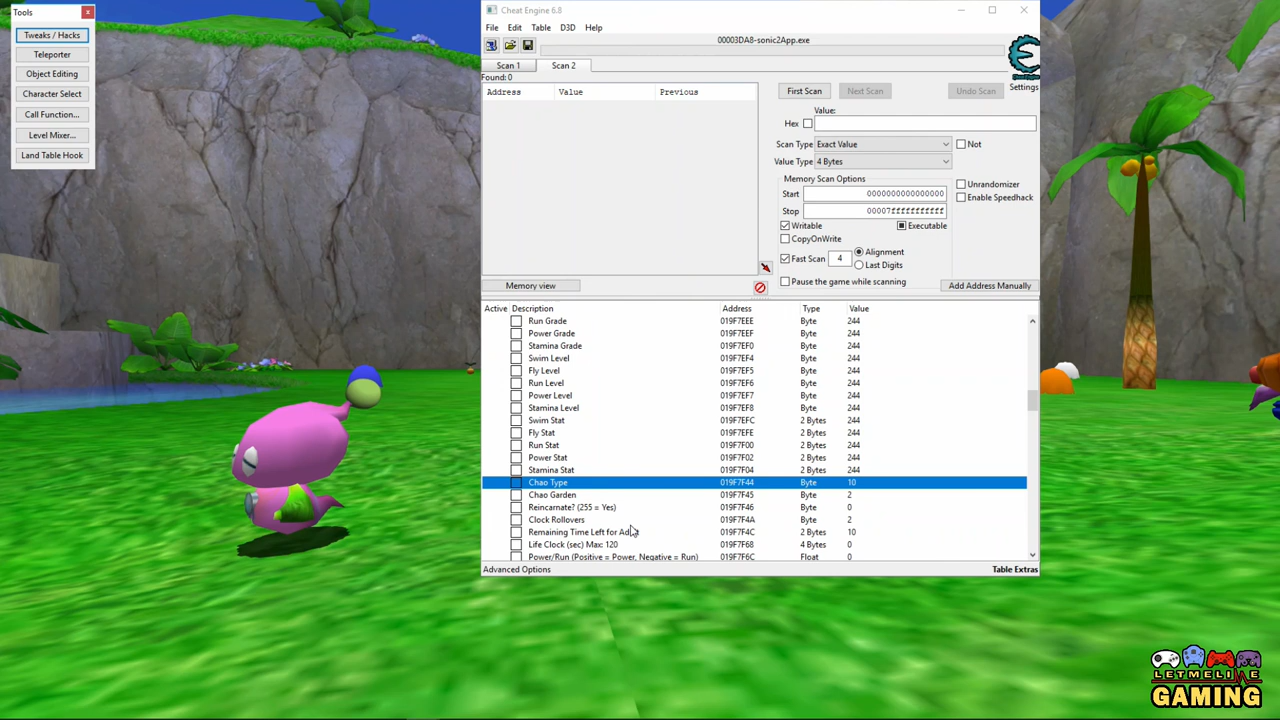 Tools
Tweaks / Hacks
Teleporter
Object Editing
Character Select
Call Function...
Level Mixer...
Land Table Hook
Cheat Engine 6.8
File Edit Table D3D Help
00003DA8-sonic2App.exe
Scan 1 Scan 2
Found: 0
Address Value Previous
First Scan Next Scan Undo Scan
Settings
Value:
Hex
Scan Type Exact Value Not
Value Type 4 Bytes
Memory Scan Options
Start 0000000000000000
Stop 00007fffffffffff
Unrandomizer
Enable Speedhack
Writable Executable
CopyOnWrite
Fast Scan 4 Alignment
Last Digits
Pause the game while scanning
Memory view Add Address Manually
Active Description Address Type Value
Run Grade 019F7EEE Byte 244
Power Grade 019F7EEF Byte 244
Stamina Grade 019F7EF0 Byte 244
Swim Level 019F7EF4 Byte 244
Fly Level 019F7EF5 Byte 244
Run Level 019F7EF6 Byte 244
Power Level 019F7EF7 Byte 244
Stamina Level 019F7EF8 Byte 244
Swim Stat 019F7EFC 2 Bytes 244
Fly Stat 019F7EFE 2 Bytes 244
Run Stat 019F7F00 2 Bytes 244
Power Stat 019F7F02 2 Bytes 244
Stamina Stat 019F7F04 2 Bytes 244
Chao Type 019F7F44 Byte 10
Chao Garden 019F7F45 Byte 2
Reincarnate? (255 = Yes) 019F7F46 Byte 0
Clock Rollovers 019F7F4A Byte 2
Remaining Time Left for Adult 019F7F4C 2 Bytes 10
Life Clock (sec) Max: 120 019F7F68 4 Bytes 0
Power/Run (Positive = Power, Negative = Run) 019F7F6C Float 0
Advanced Options Table Extras
LETMELIVE
GAMING